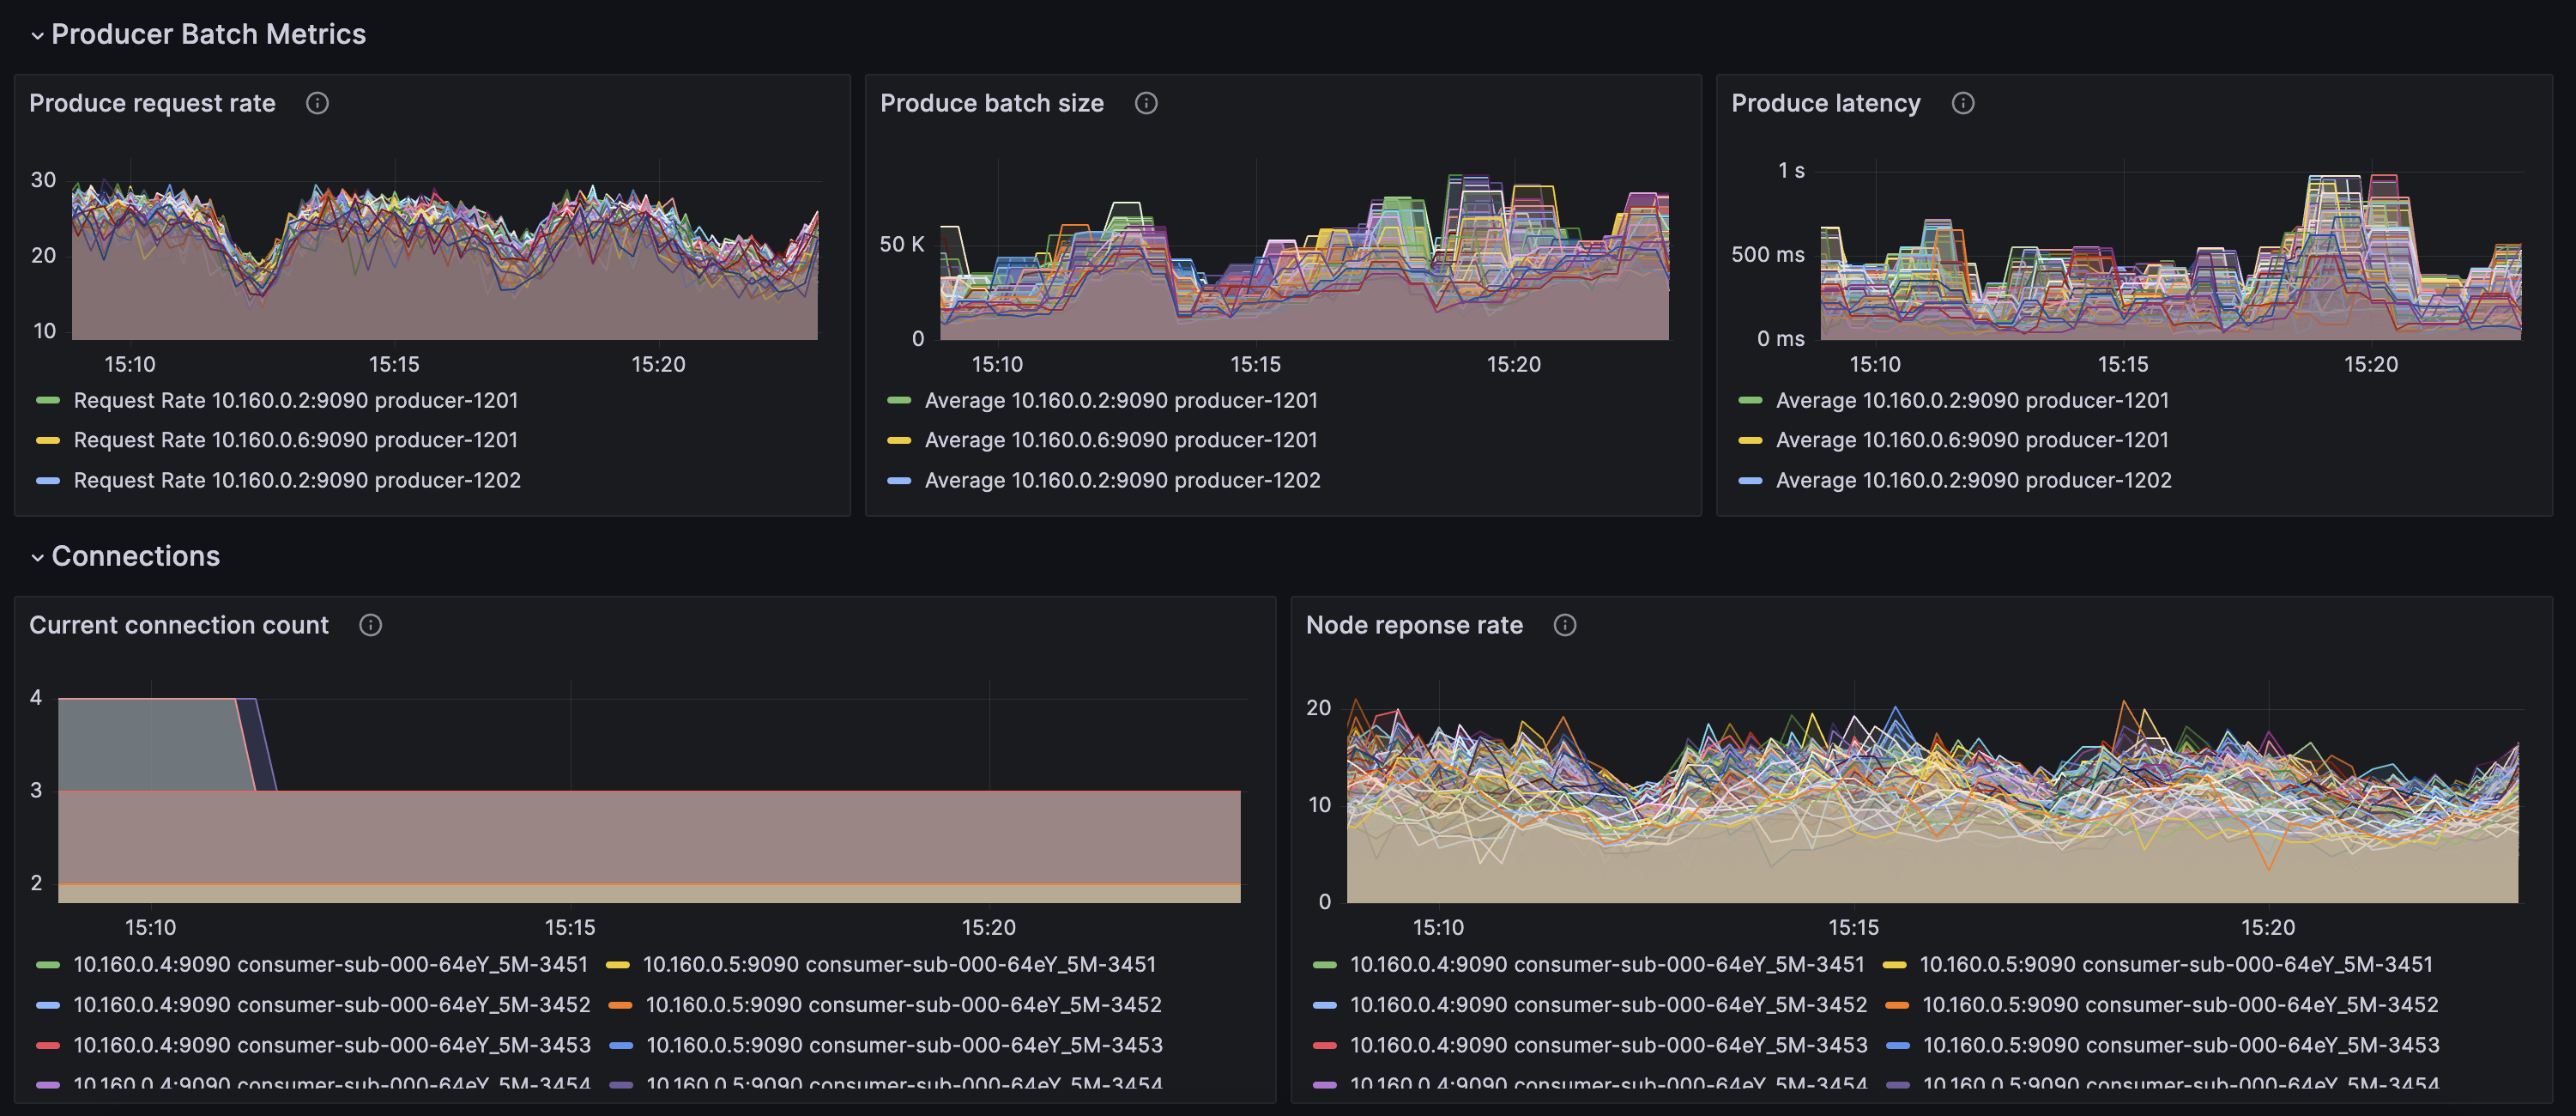 Producer Batch Metrics
Produce request rate
30
20
10
15:10 15:15 15:20
Request Rate 10.160.0.2:9090 producer-1201
Request Rate 10.160.0.6:9090 producer-1201
Request Rate 10.160.0.2:9090 producer-1202
Produce batch size
50 K
0
15:10 15:15 15:20
Average 10.160.0.2:9090 producer-1201
Average 10.160.0.6:9090 producer-1201
Average 10.160.0.2:9090 producer-1202
Produce latency
1 s
500 ms
0 ms
15:10 15:15 15:20
Average 10.160.0.2:9090 producer-1201
Average 10.160.0.6:9090 producer-1201
Average 10.160.0.2:9090 producer-1202
Connections
Current connection count
4
3
2
15:10 15:15 15:20
10.160.0.4:9090 consumer-sub-000-64eY_5M-3451 10.160.0.5:9090 consumer-sub-000-64eY_5M-3451
10.160.0.4:9090 consumer-sub-000-64eY_5M-3452 10.160.0.5:9090 consumer-sub-000-64eY_5M-3452
10.160.0.4:9090 consumer-sub-000-64eY_5M-3453 10.160.0.5:9090 consumer-sub-000-64eY_5M-3453
10.160.0.4:9090 consumer-sub-000-64eY_5M-3454 10.160.0.5:9090 consumer-sub-000-64eY_5M-3454
Node reponse rate
20
10
0
15:10 15:15 15:20
10.160.0.4:9090 consumer-sub-000-64eY_5M-3451 10.160.0.5:9090 consumer-sub-000-64eY_5M-3451
10.160.0.4:9090 consumer-sub-000-64eY_5M-3452 10.160.0.5:9090 consumer-sub-000-64eY_5M-3452
10.160.0.4:9090 consumer-sub-000-64eY_5M-3453 10.160.0.5:9090 consumer-sub-000-64eY_5M-3453
10.160.0.4:9090 consumer-sub-000-64eY_5M-3454 10.160.0.5:9090 consumer-sub-000-64eY_5M-3454